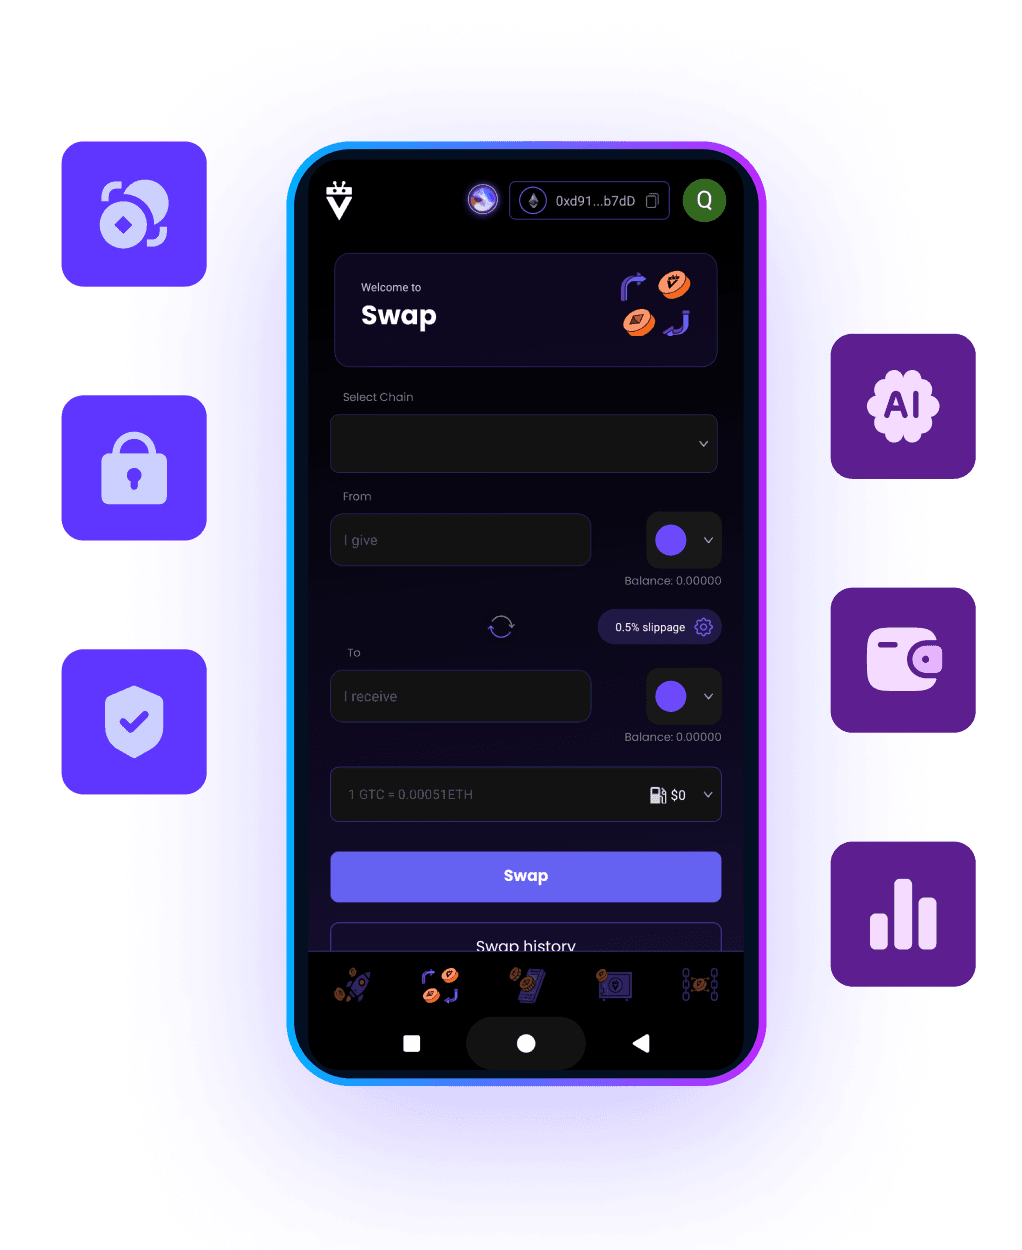 0xd91...b7dD
Q
Welcome to
Swap
Select Chain
From
I give
Balance: 0.00000
0.5% slippage
To
I receive
Balance: 0.00000
1 GTC = 0.00051ETH
$0
Swap
Swap history
AI